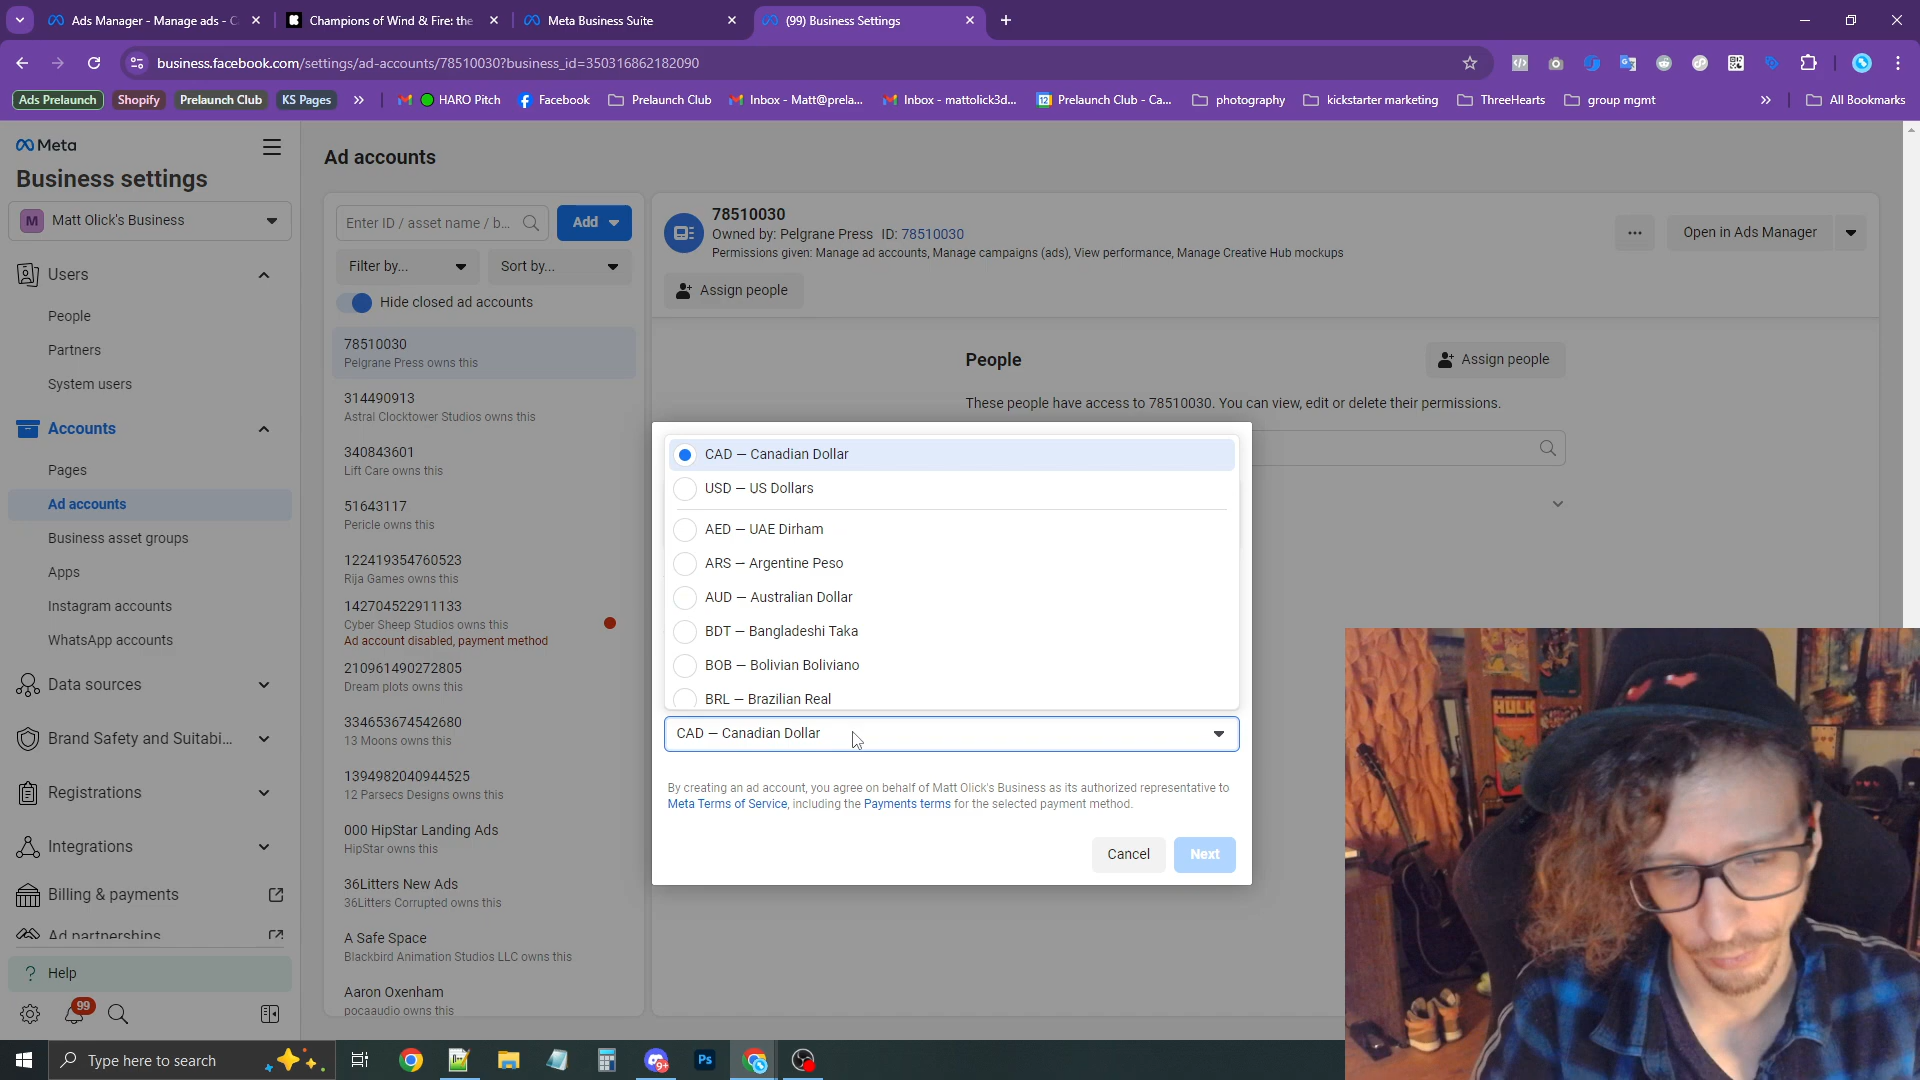 Ads Manager - Manage ads - C
Champions of Wind & Fire: the
Meta Business Suite
(99) Business Settings
business.facebook.com/settings/ad-accounts/78510030?business_id=350316862182090
Ads Prelaunch
Shopify
Prelaunch Club
KS Pages
HARO Pitch
Facebook
Prelaunch Club
Inbox - Matt@prela...
Inbox - mattolick3d...
Prelaunch Club - Ca...
photography
kickstarter marketing
ThreeHearts
group mgmt
All Bookmarks
Meta
Business settings
M Matt Olick's Business
Users
People
Partners
System users
Accounts
Pages
Ad accounts
Business asset groups
Apps
Instagram accounts
WhatsApp accounts
Data sources
Brand Safety and Suitabi...
Registrations
Integrations
Billing & payments
Ad partnerships
Help
99
Ad accounts
Enter ID / asset name / b...
Add
Filter by...
Sort by...
Hide closed ad accounts
78510030
Pelgrane Press owns this
314490913
Astral Clocktower Studios owns this
340843601
Lift Care owns this
51643117
Pericle owns this
122419354760523
Rija Games owns this
142704522911133
Cyber Sheep Studios owns this
Ad account disabled, payment method
210961490272805
Dream plots owns this
334653674542680
13 Moons owns this
1394982040944525
12 Parsecs Designs owns this
000 HipStar Landing Ads
HipStar owns this
36Litters New Ads
36Litters Corrupted owns this
A Safe Space
Blackbird Animation Studios LLC owns this
Aaron Oxenham
pocaaudio owns this
78510030
Owned by: Pelgrane Press ID: 78510030
Permissions given: Manage ad accounts, Manage campaigns (ads), View performance, Manage Creative Hub mockups
Assign people
Open in Ads Manager
People
Assign people
These people have access to 78510030. You can view, edit or delete their permissions.
CAD — Canadian Dollar
USD — US Dollars
AED — UAE Dirham
ARS — Argentine Peso
AUD — Australian Dollar
BDT — Bangladeshi Taka
BOB — Bolivian Boliviano
BRL — Brazilian Real
CAD — Canadian Dollar
By creating an ad account, you agree on behalf of Matt Olick's Business as its authorized representative to
Meta Terms of Service, including the Payments terms for the selected payment method.
Cancel
Next
HULK
Type here to search
9+
Ps